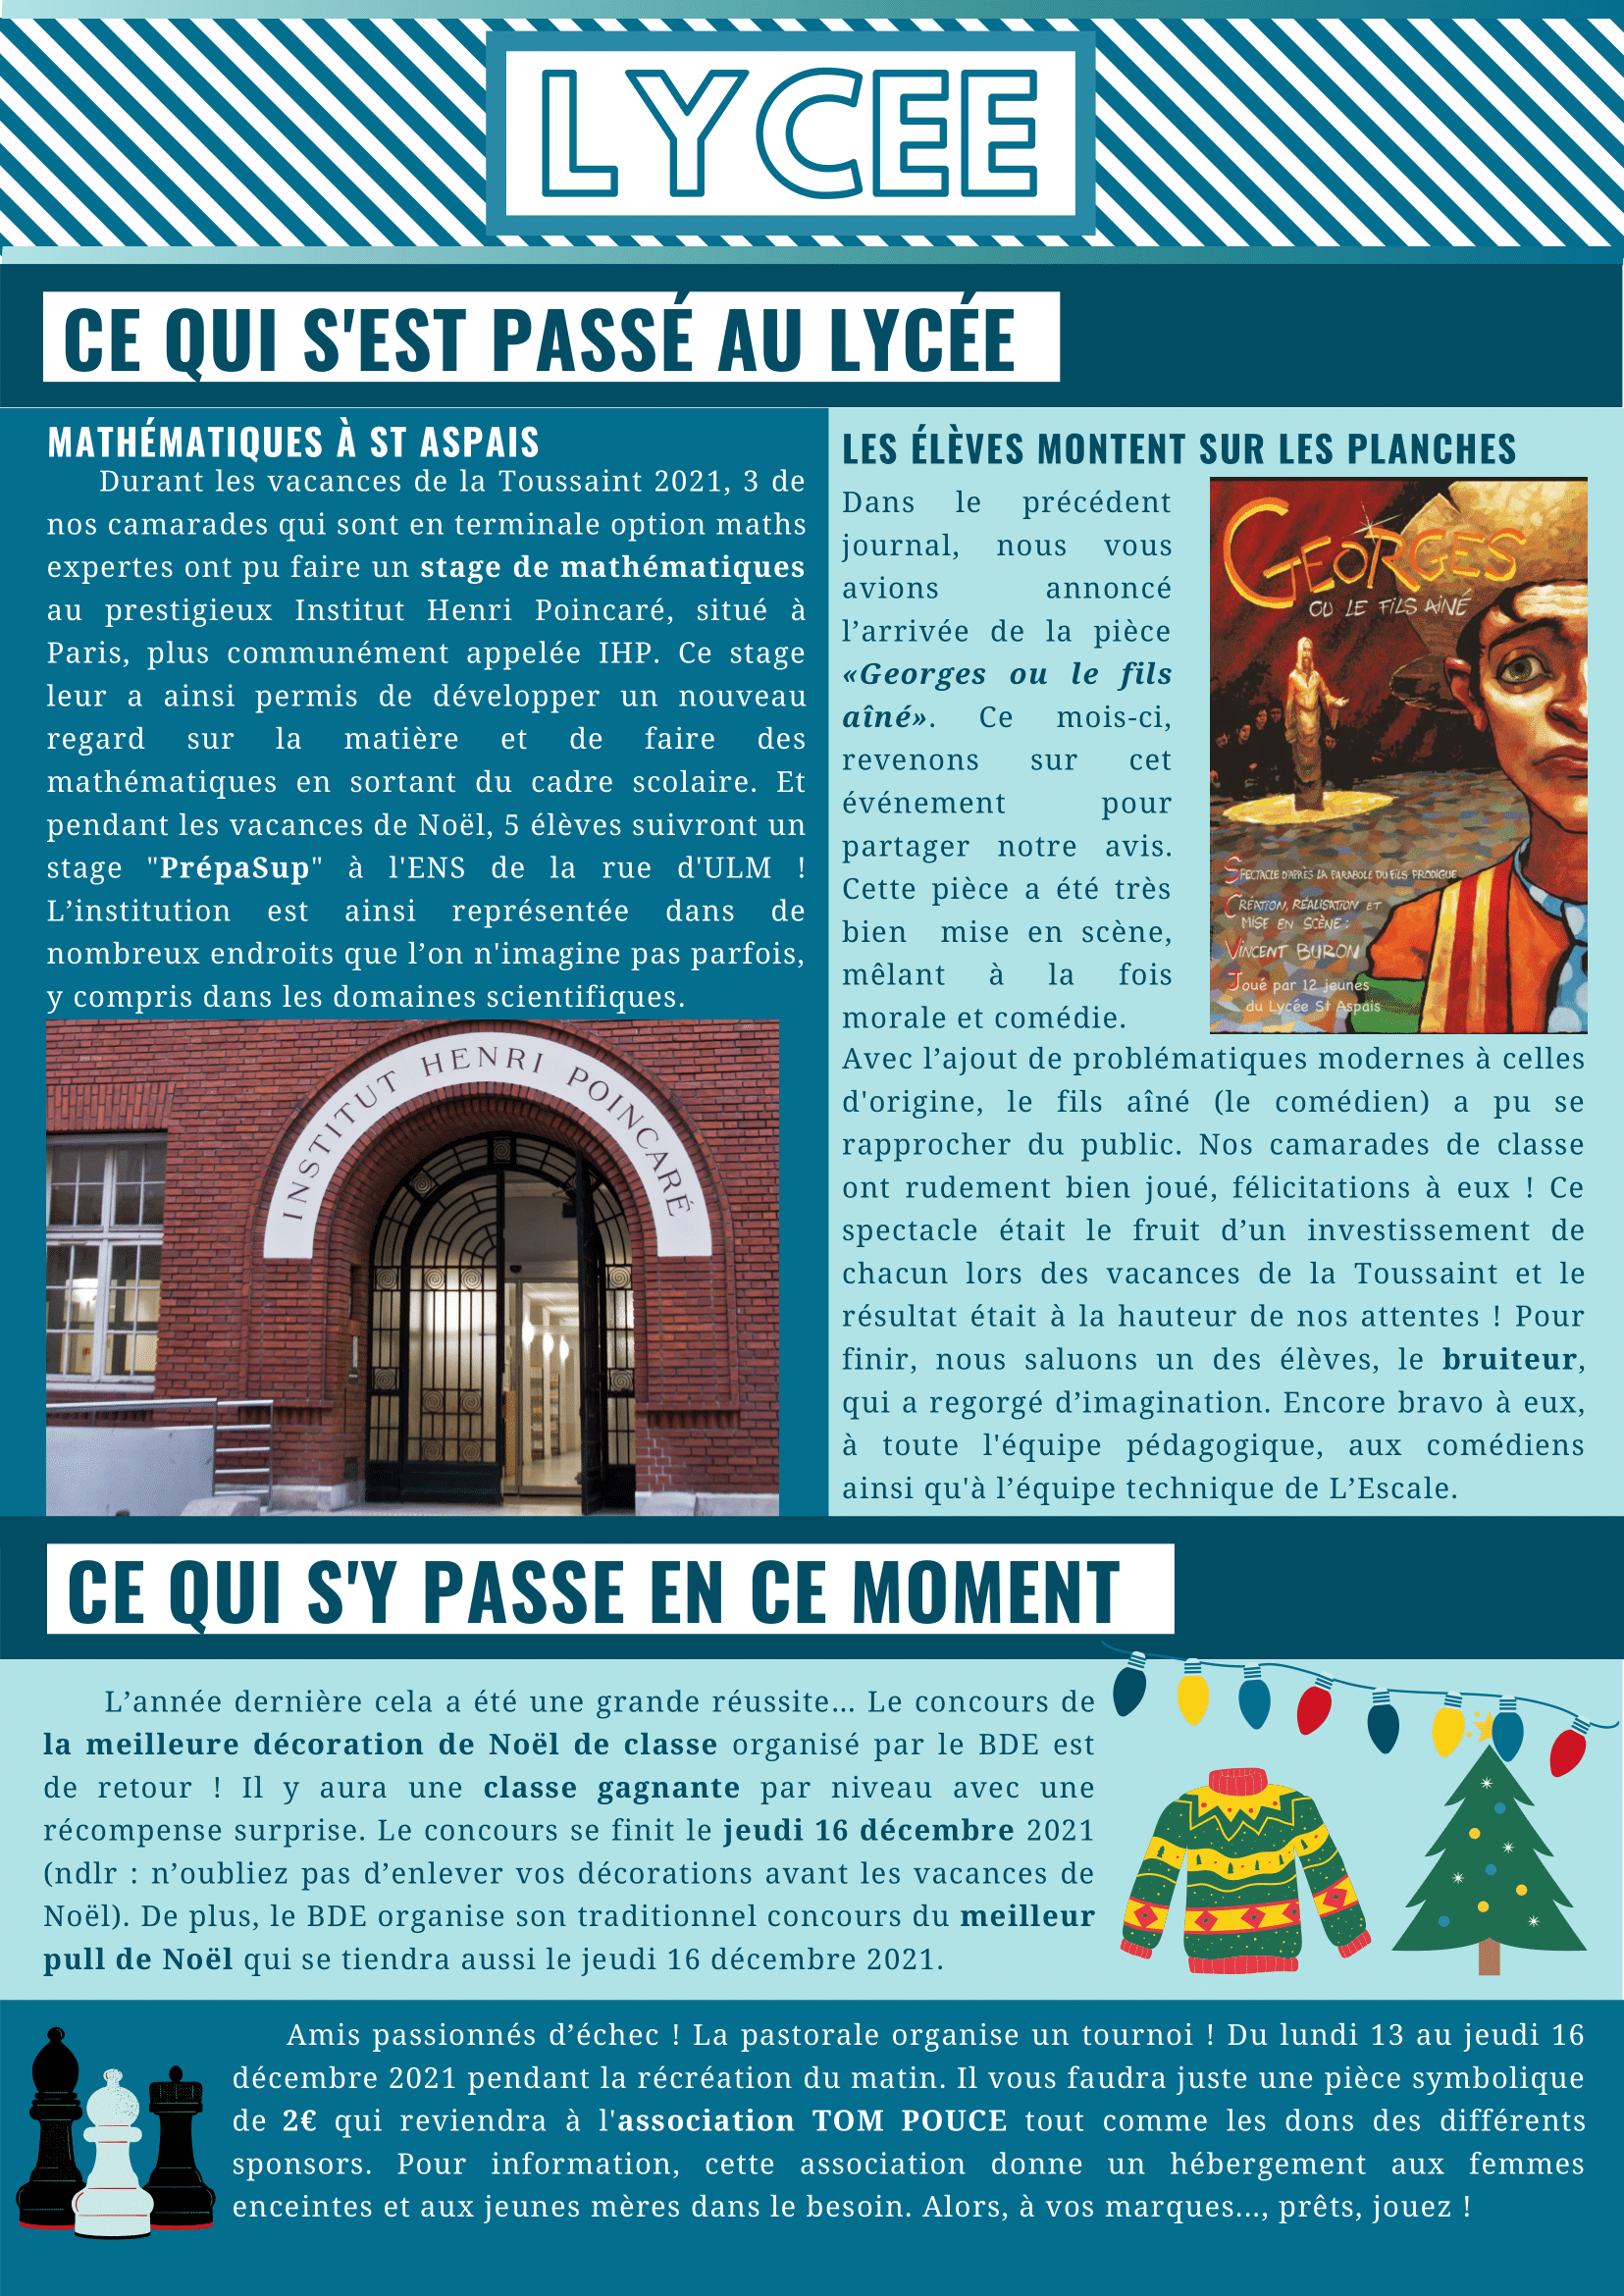 LYCEE
CE QUI S'EST PASSÉ AU LYCÉE
MATHÉMATIQUES À ST ASPAIS
Durant les vacances de la Toussaint 2021, 3 de
nos camarades qui sont en terminale option maths
expertes ont pu faire un stage de mathématiques
au prestigieux Institut Henri Poincaré, situé à
Paris, plus communément appelée IHP. Ce stage
leur a ainsi permis de développer un nouveau
regard sur la matière et de faire des
mathématiques en sortant du cadre scolaire. Et
pendant les vacances de Noël, 5 élèves suivront un
stage "PrépaSup" à l'ENS de la rue d'ULM !
L’institution est ainsi représentée dans de
nombreux endroits que l’on n'imagine pas parfois,
y compris dans les domaines scientifiques.
INSTITUT HENRI POINCARÉ
LES ÉLÈVES MONTENT SUR LES PLANCHES
Dans le précédent
journal, nous vous
avions annoncé
l’arrivée de la pièce
«Georges ou le fils
aîné». Ce mois-ci,
revenons sur cet
événement pour
partager notre avis.
Cette pièce a été très
bien mise en scène,
mêlant à la fois
morale et comédie.
GEORGES
OU LE FILS AINÉ
SPECTACLE D'APRÈS LA PARABOLE DU FILS PRODIGUE
CRÉATION, RÉALISATION ET
MISE EN SCÈNE :
VINCENT BURON
Joué par 12 jeunes
du Lycée St Aspais
Avec l’ajout de problématiques modernes à celles
d'origine, le fils aîné (le comédien) a pu se
rapprocher du public. Nos camarades de classe
ont rudement bien joué, félicitations à eux ! Ce
spectacle était le fruit d’un investissement de
chacun lors des vacances de la Toussaint et le
résultat était à la hauteur de nos attentes ! Pour
finir, nous saluons un des élèves, le bruiteur,
qui a regorgé d’imagination. Encore bravo à eux,
à toute l'équipe pédagogique, aux comédiens
ainsi qu'à l’équipe technique de L’Escale.
CE QUI S'Y PASSE EN CE MOMENT
L’année dernière cela a été une grande réussite... Le concours de
la meilleure décoration de Noël de classe organisé par le BDE est
de retour ! Il y aura une classe gagnante par niveau avec une
récompense surprise. Le concours se finit le jeudi 16 décembre 2021
(ndlr : n’oubliez pas d’enlever vos décorations avant les vacances de
Noël). De plus, le BDE organise son traditionnel concours du meilleur
pull de Noël qui se tiendra aussi le jeudi 16 décembre 2021.
Amis passionnés d’échec ! La pastorale organise un tournoi ! Du lundi 13 au jeudi 16
décembre 2021 pendant la récréation du matin. Il vous faudra juste une pièce symbolique
de 2€ qui reviendra à l'association TOM POUCE tout comme les dons des différents
sponsors. Pour information, cette association donne un hébergement aux femmes
enceintes et aux jeunes mères dans le besoin. Alors, à vos marques..., prêts, jouez !